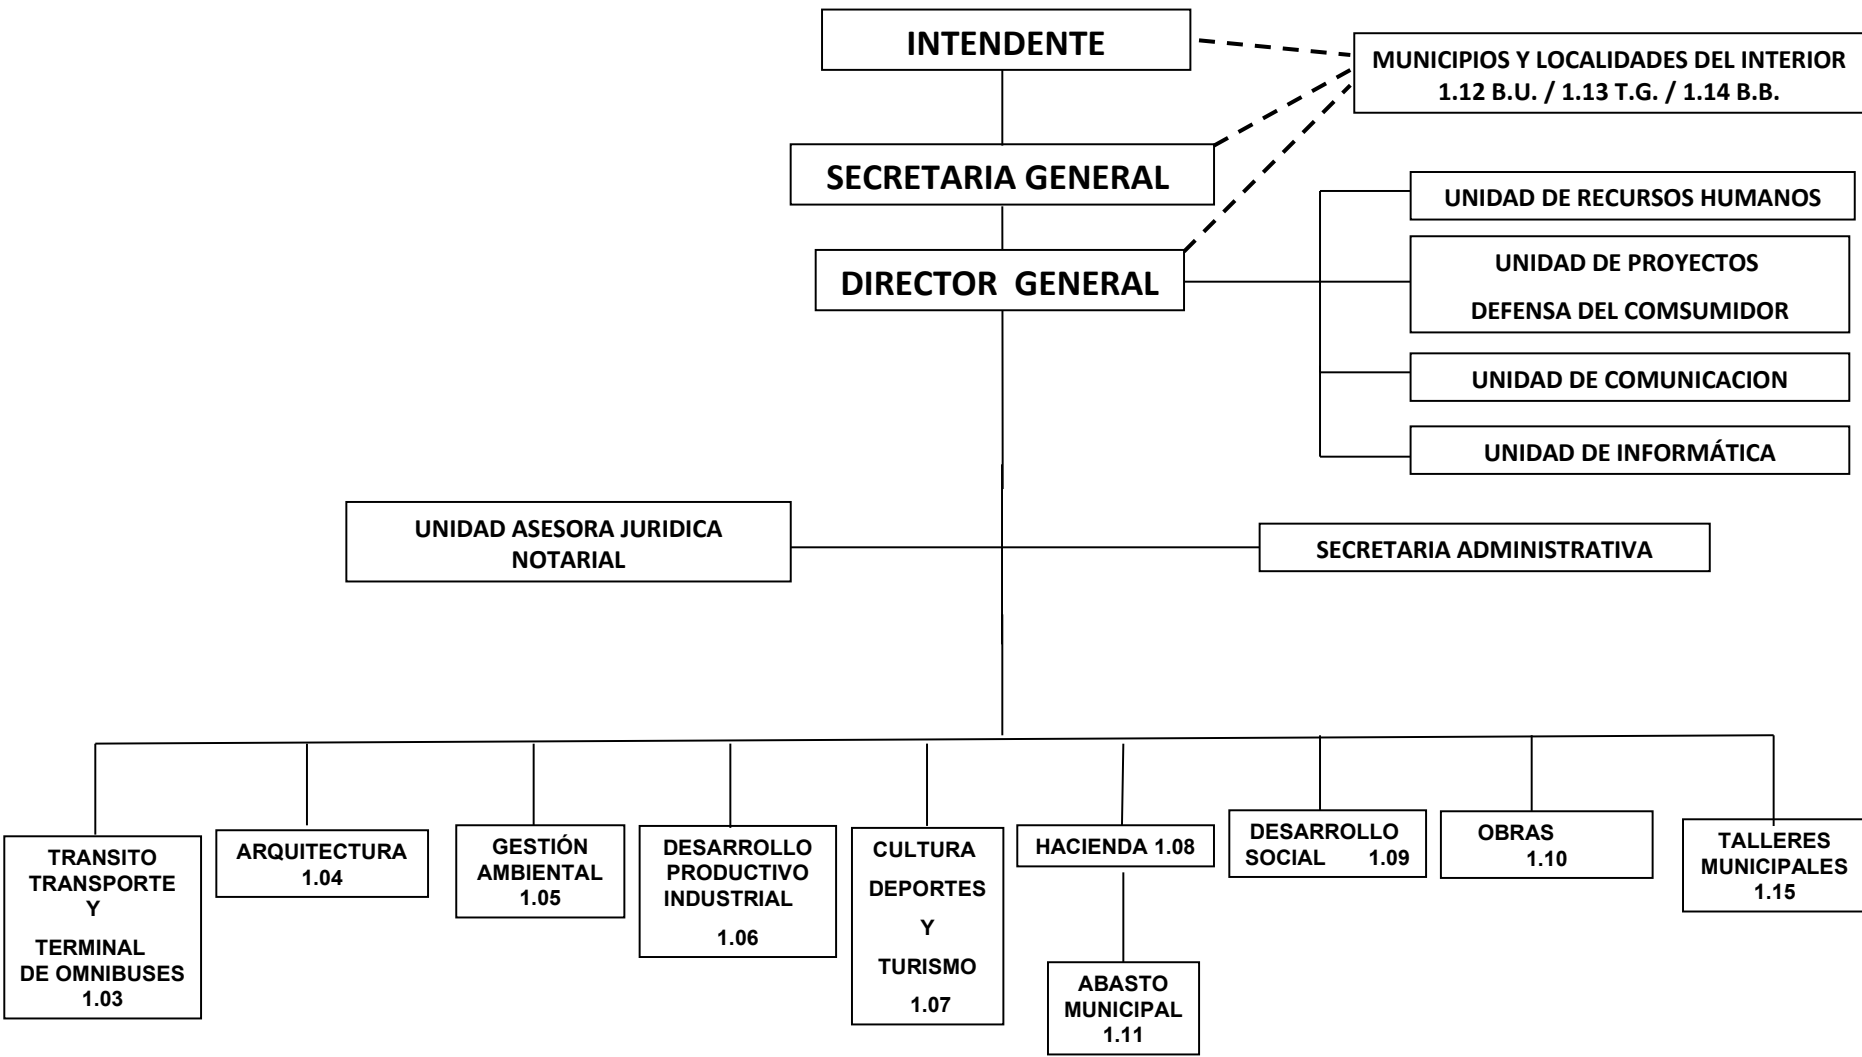 INTENDENTE
MUNICIPIOS Y LOCALIDADES DEL INTERIOR
1.12 B.U. / 1.13 T.G. / 1.14 B.B.
SECRETARIA GENERAL
UNIDAD DE RECURSOS HUMANOS
DIRECTOR GENERAL
UNIDAD DE PROYECTOS
DEFENSA DEL COMSUMIDOR
UNIDAD DE COMUNICACION
UNIDAD DE INFORMÁTICA
UNIDAD ASESORA JURIDICA
NOTARIAL
SECRETARIA ADMINISTRATIVA
TRANSITO
TRANSPORTE
Y
TERMINAL
DE OMNIBUSES
1.03
ARQUITECTURA
1.04
GESTIÓN
AMBIENTAL
1.05
DESARROLLO
PRODUCTIVO
INDUSTRIAL
1.06
CULTURA
DEPORTES
Y
TURISMO
1.07
HACIENDA 1.08
ABASTO
MUNICIPAL
1.11
DESARROLLO
SOCIAL 1.09
OBRAS
1.10
TALLERES
MUNICIPALES
1.15